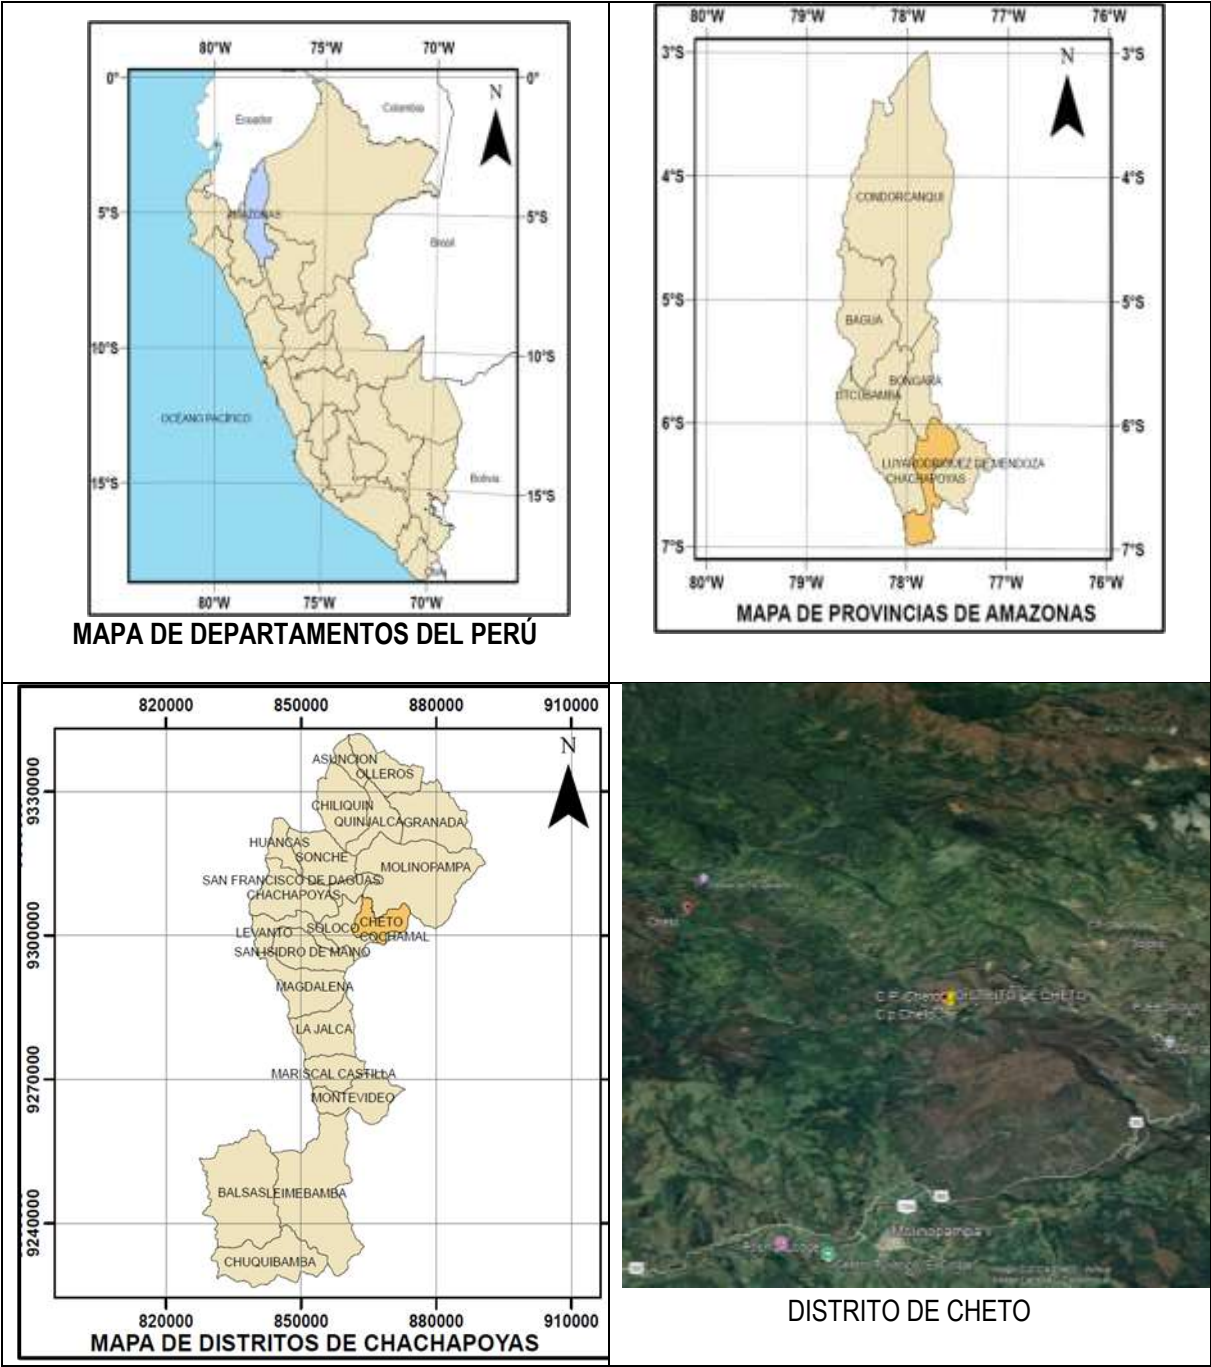 80°W 75°W 70°W
0° 0°
N
Ecuador
Colombia
AMAZONAS
5°S 5°S
Brasil
10°S 10°S
OCÉANO PACÍFICO
Bolivia
15°S 15°S
80°W 75°W 70°W
MAPA DE DEPARTAMENTOS DEL PERÚ
80°W 79°W 78°W 77°W 76°W
3°S 3°S
N
4°S 4°S
CONDORCANQUI
5°S 5°S
BAGUA
BONGARA
UTCUBAMBA
6°S 6°S
LUYA RODRIGUEZ DE MENDOZA
CHACHAPOYAS
7°S 7°S
80°W 79°W 78°W 77°W 76°W
MAPA DE PROVINCIAS DE AMAZONAS
820000 850000 880000 910000
N
ASUNCION
OLLEROS
9330000
CHILIQUIN
QUINJALCA GRANADA
HUANCAS
SONCHE
MOLINOPAMPA
SAN FRANCISCO DE DAGUAS
CHACHAPOYAS
CHETO
SOLOCO
LEVANTO
COCHAMAL
9300000
SAN ISIDRO DE MAINO
MAGDALENA
LA JALCA
MARISCAL CASTILLA
9270000
MONTEVIDEO
BALSAS LEIMEBAMBA
9240000
CHUQUIBAMBA
820000 850000 880000 910000
MAPA DE DISTRITOS DE CHACHAPOYAS
C.P. Cheto DISTRITO DE CHETO
C.p Cheto
Molinopampa
DISTRITO DE CHETO